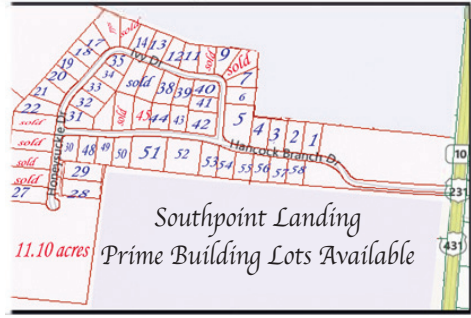 17
sold
14 13
12 11
sold
9
sold
7
18
19
20
21
22
Ivy Dr
35
34
33
32
31
sold
38 39 40
41
6
5
4 3 2 1
sold
45 44 43 42
Honeysuckle Dr
Hancock Branch Dr
sold
sold
sold
sold
27
30 48 49 50 51 52 53 54 55 56 57 58
29
28
10
231
431
11.10 acres
Southpoint Landing
Prime Building Lots Available